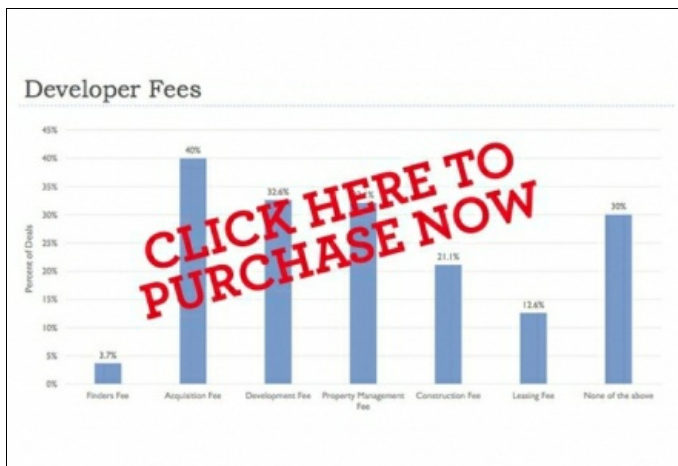 Developer Fees
45%
40%
35%
30%
25%
20%
15%
10%
5%
0%
Percent of Deals
3.7%
40%
32.6%
21.1%
12.6%
30%
Finders Fee
Acquisition Fee
Development Fee
Property Management
Fee
Construction Fee
Leasing Fee
None of the above
CLICK HERE TO
PURCHASE NOW